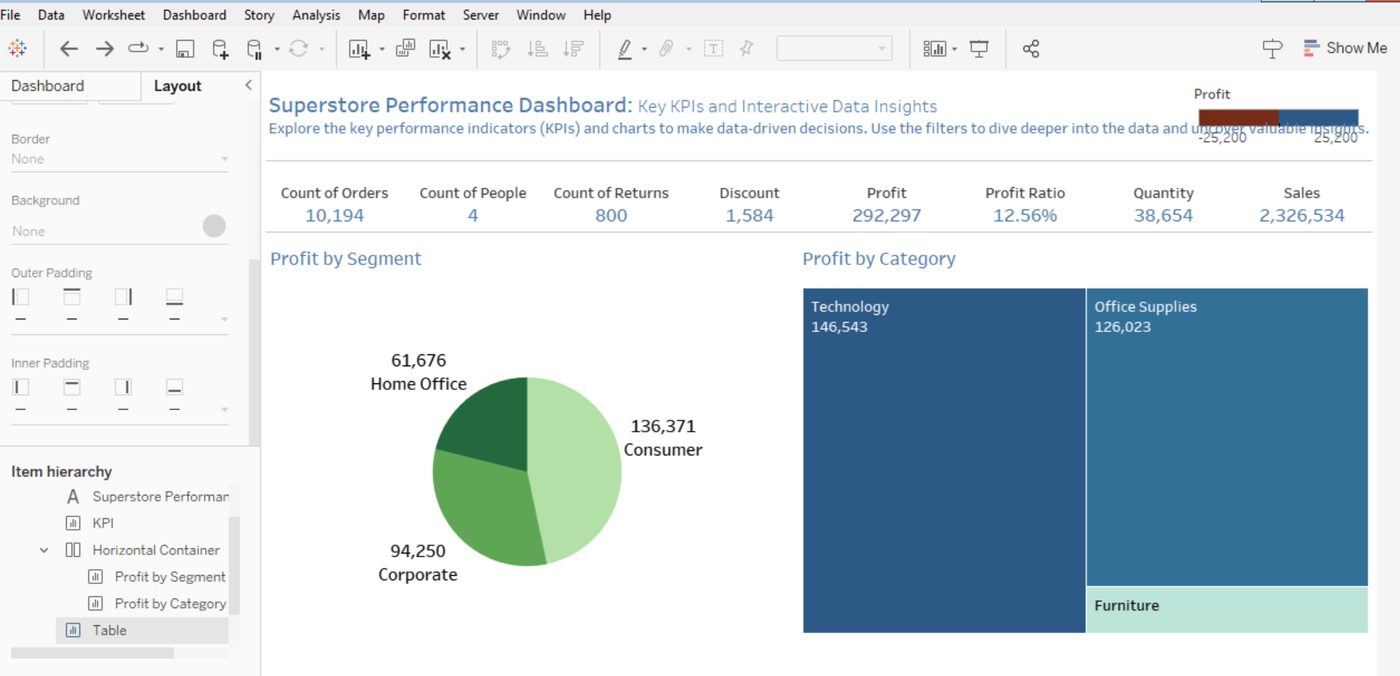 File Data Worksheet Dashboard Story Analysis Map Format Server Window Help
Show Me
Dashboard Layout
Border
None
Background
None
Outer Padding
Inner Padding
Item hierarchy
Superstore Performan
KPI
Horizontal Container
Profit by Segment
Profit by Category
Table
Superstore Performance Dashboard: Key KPIs and Interactive Data Insights
Explore the key performance indicators (KPIs) and charts to make data-driven decisions. Use the filters to dive deeper into the data and uncover valuable insights.
Profit
-25,200 25,200
Count of Orders Count of People Count of Returns Discount Profit Profit Ratio Quantity Sales
10,194 4 800 1,584 292,297 12.56% 38,654 2,326,534
Profit by Segment
61,676
Home Office
136,371
Consumer
94,250
Corporate
Profit by Category
Technology
146,543
Office Supplies
126,023
Furniture